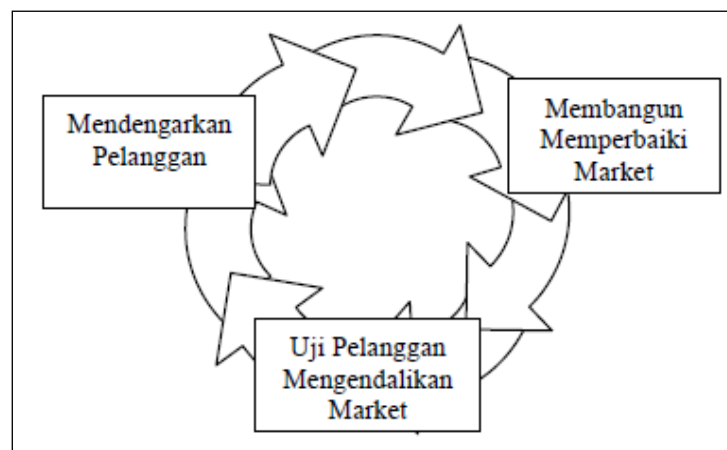 Mendengarkan
Pelanggan
Membangun
Memperbaiki
Market
Uji Pelanggan
Mengendalikan
Market